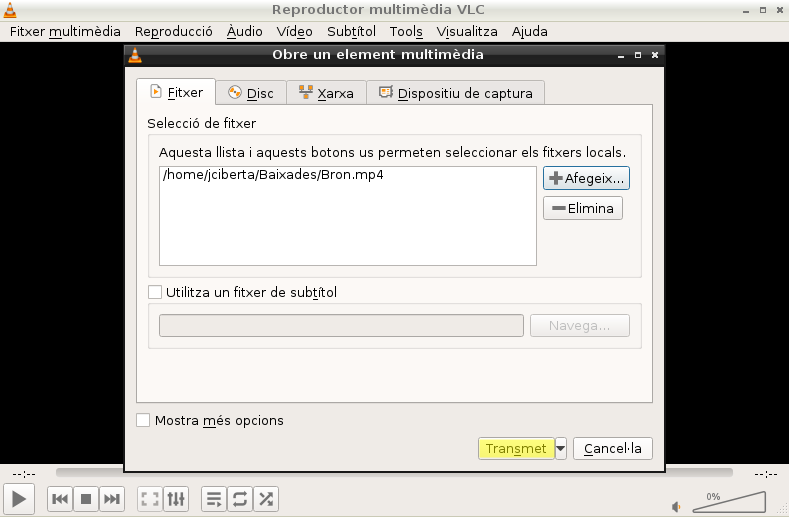 Reproductor multimèdia VLC
Fitxer multimèdia Reproducció Àudio Vídeo Subtítol Tools Visualitza Ajuda
Obre un element multimèdia
Fitxer Disc Xarxa Dispositiu de captura
Selecció de fitxer
Aquesta llista i aquests botons us permeten seleccionar els fitxers locals.
/home/jciberta/Baixades/Bron.mp4
Afegeix...
Elimina
Utilitza un fitxer de subtítol
Navega...
Mostra més opcions
Transmet Cancel·la
--:-- --:--
0%